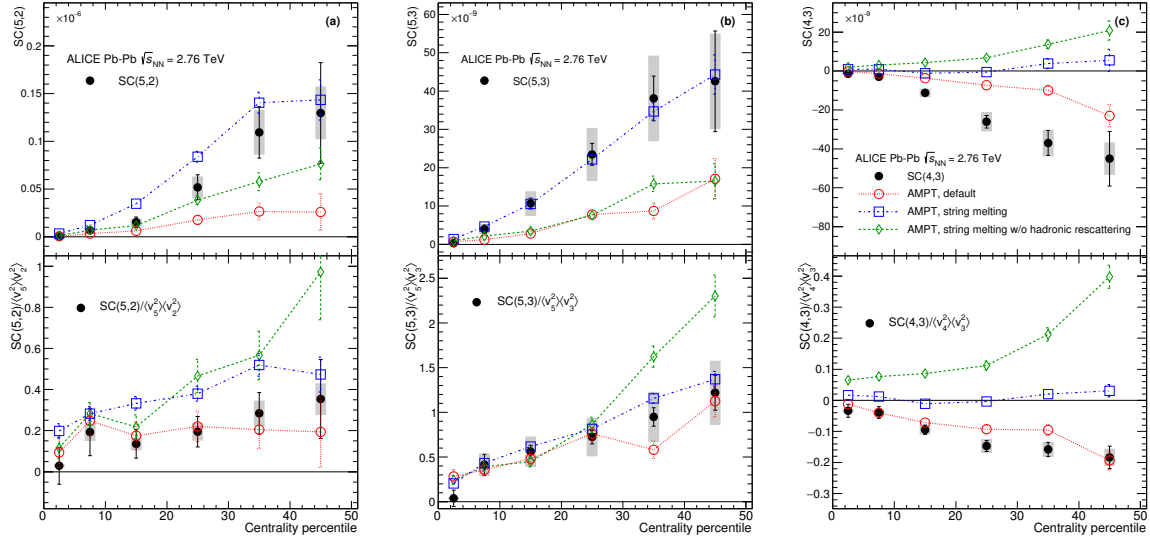 ×10⁻⁶
(a)
SC(5,2)
0.2
0.15
0.1
0.05
0
ALICE Pb-Pb √sNN = 2.76 TeV
SC(5,2)
SC(5,2)/⟨v₅²⟩⟨v₂²⟩
1
0.8
0.6
0.4
0.2
0
SC(5,2)/⟨v₅²⟩⟨v₂²⟩
0 10 20 30 40 50
Centrality percentile
×10⁻⁹
(b)
SC(5,3)
60
50
40
30
20
10
0
ALICE Pb-Pb √sNN = 2.76 TeV
SC(5,3)
SC(5,3)/⟨v₅²⟩⟨v₃²⟩
2.5
2
1.5
1
0.5
0
SC(5,3)/⟨v₅²⟩⟨v₃²⟩
0 10 20 30 40 50
Centrality percentile
×10⁻⁹
(c)
SC(4,3)
40
20
0
−20
−40
−60
−80
ALICE Pb-Pb √sNN = 2.76 TeV
SC(4,3)
AMPT, default
AMPT, string melting
AMPT, string melting w/o hadronic rescattering
SC(4,3)/⟨v₄²⟩⟨v₃²⟩
0.4
0.3
0.2
0.1
0
−0.1
−0.2
−0.3
SC(4,3)/⟨v₄²⟩⟨v₃²⟩
0 10 20 30 40 50
Centrality percentile